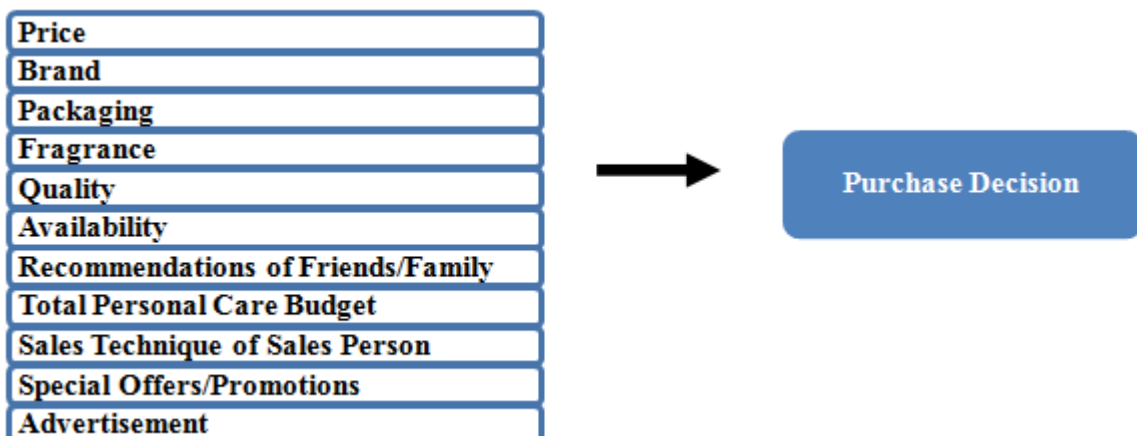 Price
Brand
Packaging
Fragrance
Quality
Availability
Recommendations of Friends/Family
Total Personal Care Budget
Sales Technique of Sales Person
Special Offers/Promotions
Advertisement
Purchase Decision